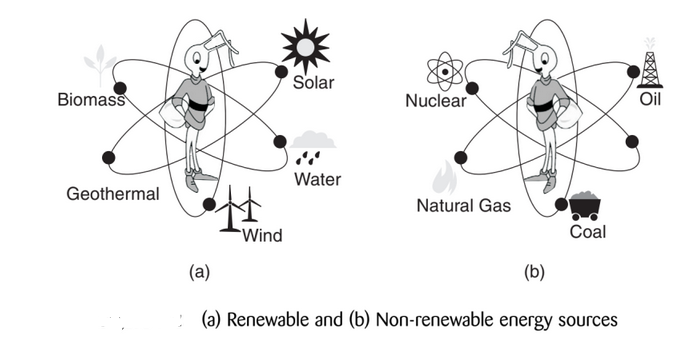 Solar
Biomass
Water
Geothermal
Wind
(a)
Nuclear
Oil
Natural Gas
Coal
(b)
(a) Renewable and (b) Non-renewable energy sources